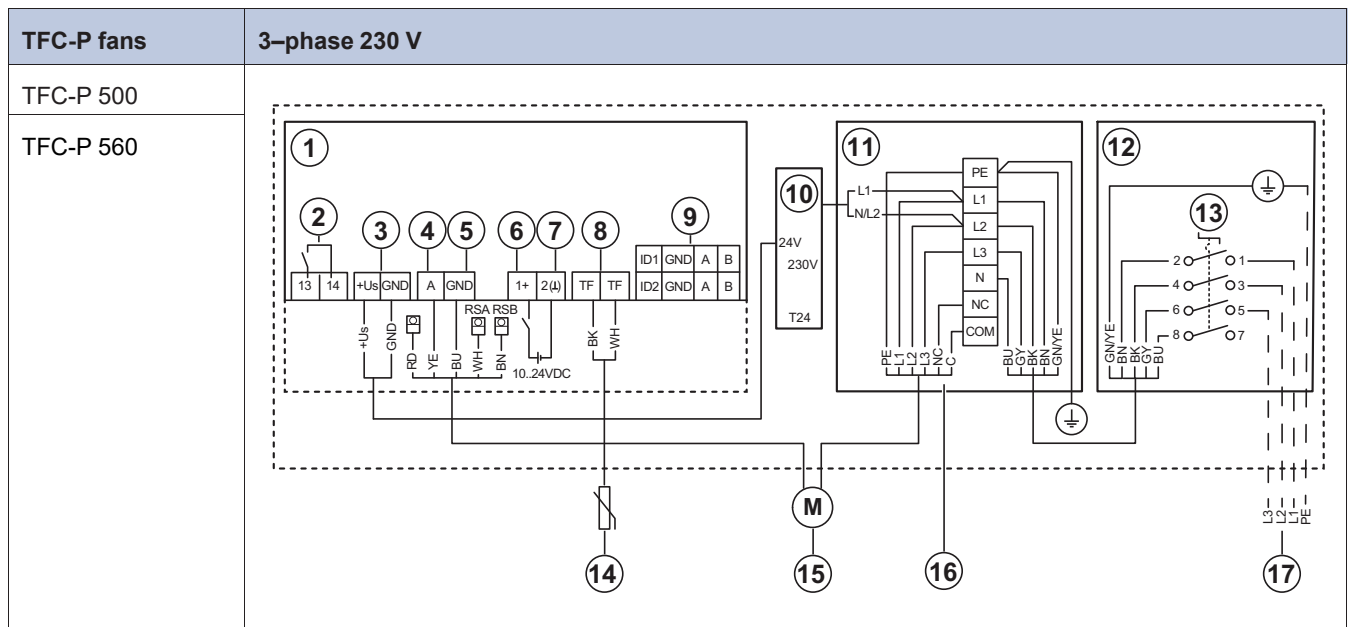 TFC-P fans
3–phase 230 V
TFC-P 500
TFC-P 560
1
11
12
10
2
3
4
5
6
7
8
9
13
PE
L1
N/L2
L1
L2
L3
N
NC
COM
24V
230V
T24
ID1 GND A B
ID2 GND A B
13 14
+Us GND
A GND
1+ 2(⊥)
TF TF
RSA RSB
+Us
GND
RD
YE
BU
WH
BN
10..24VDC
BK
WH
PE
L1
L2
L3
NC
C
BU
GY
BK
BN
GN/YE
GN/YE
BN
BK
GY
BU
2 1
4 3
6 5
8 7
M
L3
L2
L1
PE
14
15
16
17